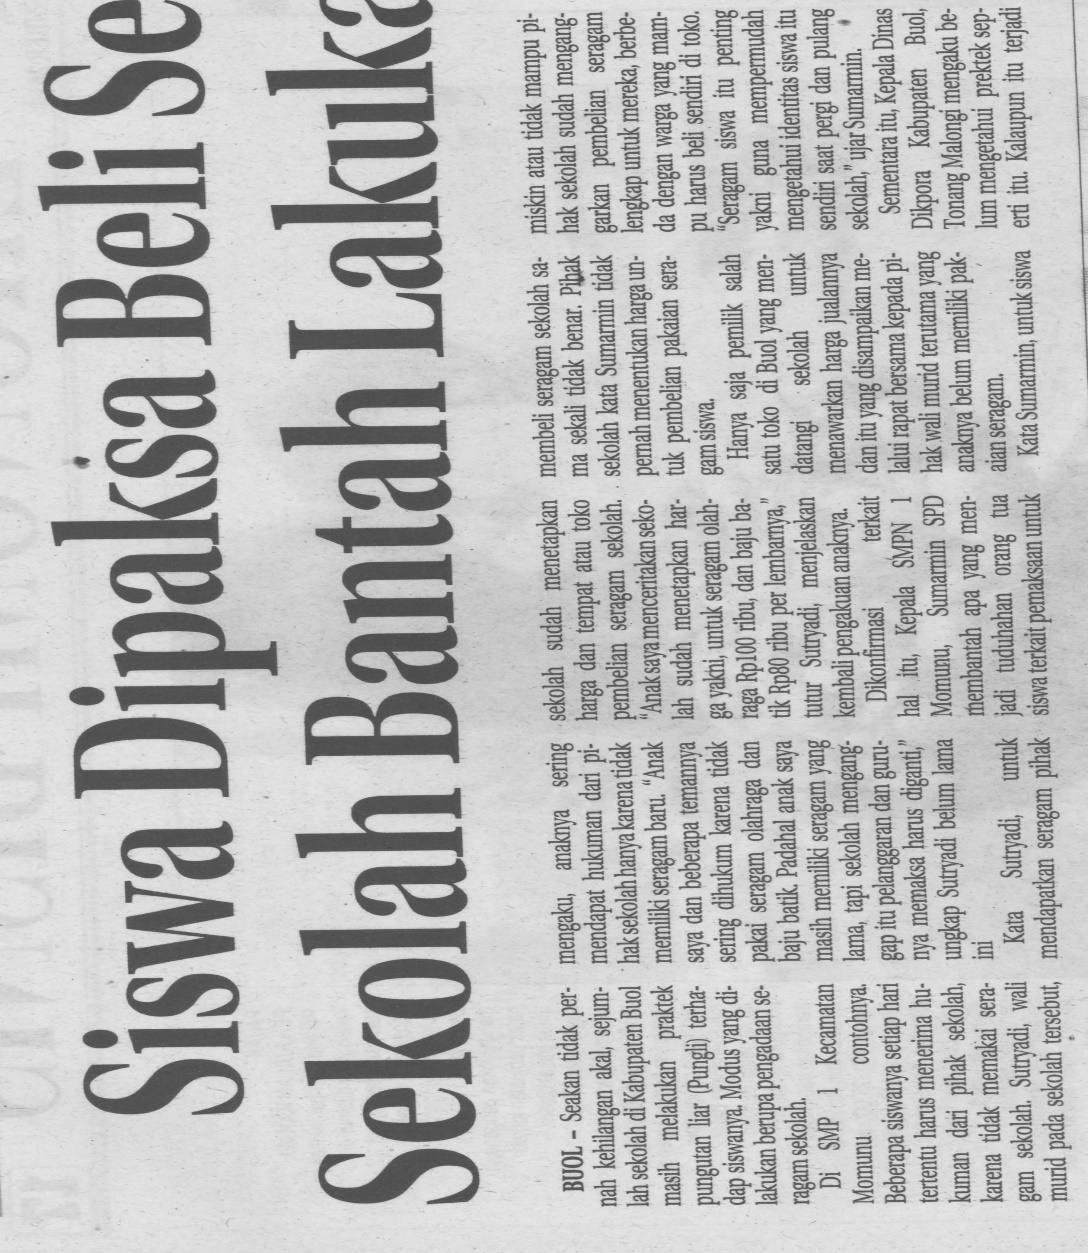 Siswa Dipaksa Beli Se
Sekolah Bantah Lakuka
BUOL – Seakan tidak per-
nah kehilangan akal, sejum-
lah sekolah di Kabupaten Buol
masih melakukan praktek
pungutan liar (Pungli) terha-
dap siswanya. Modus yang di-
lakukan berupa pengadaan se-
ragam sekolah.
Di SMP 1 Kecamatan
Momunu contohnya.
Beberapa siswanya setiap hari
tertentu harus menerima hu-
kuman dari pihak sekolah,
karena tidak memakai sera-
gam sekolah. Sutryadi, wali
murid pada sekolah tersebut,
mengaku, anaknya sering
mendapat hukuman dari pi-
hak sekolah hanya karena tidak
memiliki seragam baru. “Anak
saya dan beberapa temannya
sering dihukum karena tidak
pakai seragam olahraga dan
baju batik. Padahal anak saya
masih memiliki seragam yang
lama, tapi sekolah mengang-
gap itu pelanggaran dan guru-
nya memaksa harus diganti,”
ungkap Sutryadi belum lama
ini
Kata Sutryadi, untuk
mendapatkan seragam pihak
sekolah sudah menetapkan
harga dan tempat atau toko
pembelian seragam sekolah.
“Anak saya menceritakan seko-
lah sudah menetapkan har-
ga yakni, untuk seragam olah-
raga Rp100 ribu, dan baju ba-
tik Rp80 ribu per lembarnya,”
tutur Sutryadi, menjelaskan
kembali pengakuan anaknya.
Dikonfirmasi terkait
hal itu, Kepala SMPN 1
Momunu, Sumarmin SPD
membantah apa yang men-
jadi tuduhahan orang tua
siswa terkait pemaksaan untuk
membeli seragam sekolah sa-
ma sekali tidak benar. Pihak
sekolah kata Sumarmin tidak
pernah menentukan harga un-
tuk pembelian pakaian sera-
gam siswa.
Hanya saja pemilik salah
satu toko di Buol yang men-
datangi sekolah untuk
menawarkan harga jualannya
dan itu yang disampaikan me-
lalui rapat bersama kepada pi-
hak wali murid terutama yang
anaknya belum memiliki pak-
aian seragam.
Kata Sumarmin, untuk siswa
miskin atau tidak mampu pi-
hak sekolah sudah mengang-
garkan pembelian seragam
lengkap untuk mereka, berbe-
da dengan warga yang mam-
pu harus beli sendiri di toko.
“Seragam siswa itu penting
yakni guna mempermudah
mengetahui identitas siswa itu
sendiri saat pergi dan pulang
sekolah,” ujar Sumarmin.
Sementara itu, Kepala Dinas
Dikpora Kabupaten Buol,
Tonang Malongi mengaku be-
lum mengetahui prektek sep-
erti itu. Kalaupun itu terjadi